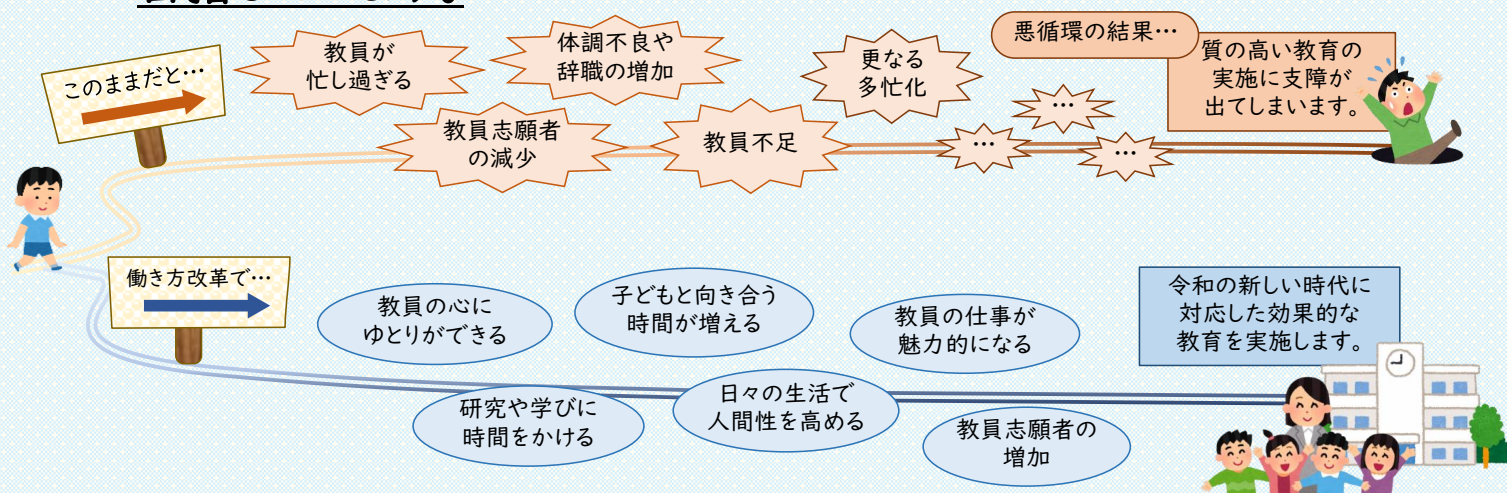 このままだと…
教員が
忙し過ぎる
体調不良や
辞職の増加
更なる
多忙化
悪循環の結果…
質の高い教育の
実施に支障が
出てしまいます。
教員志願者
の減少
教員不足
…
…
…
働き方改革で…
教員の心に
ゆとりができる
子どもと向き合う
時間が増える
教員の仕事が
魅力的になる
令和の新しい時代に
対応した効果的な
教育を実施します。
研究や学びに
時間をかける
日々の生活で
人間性を高める
教員志願者の
増加